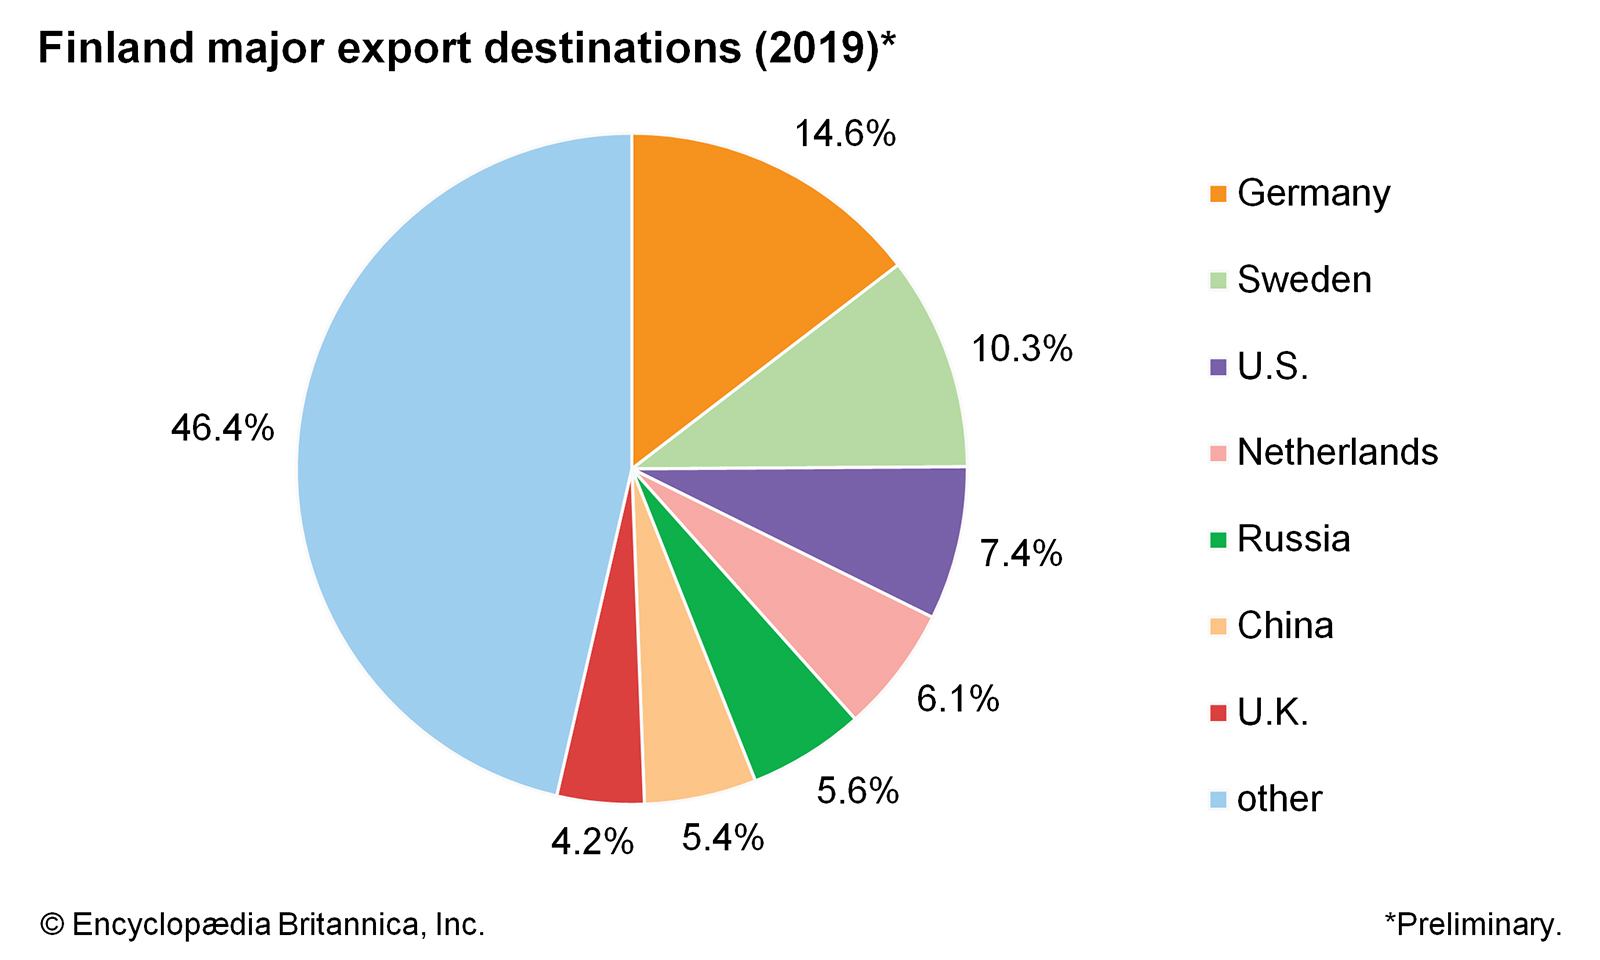 Finland major export destinations (2019)*
14.6%
10.3%
7.4%
6.1%
5.6%
5.4%
4.2%
46.4%
Germany
Sweden
U.S.
Netherlands
Russia
China
U.K.
other
© Encyclopædia Britannica, Inc.
*Preliminary.